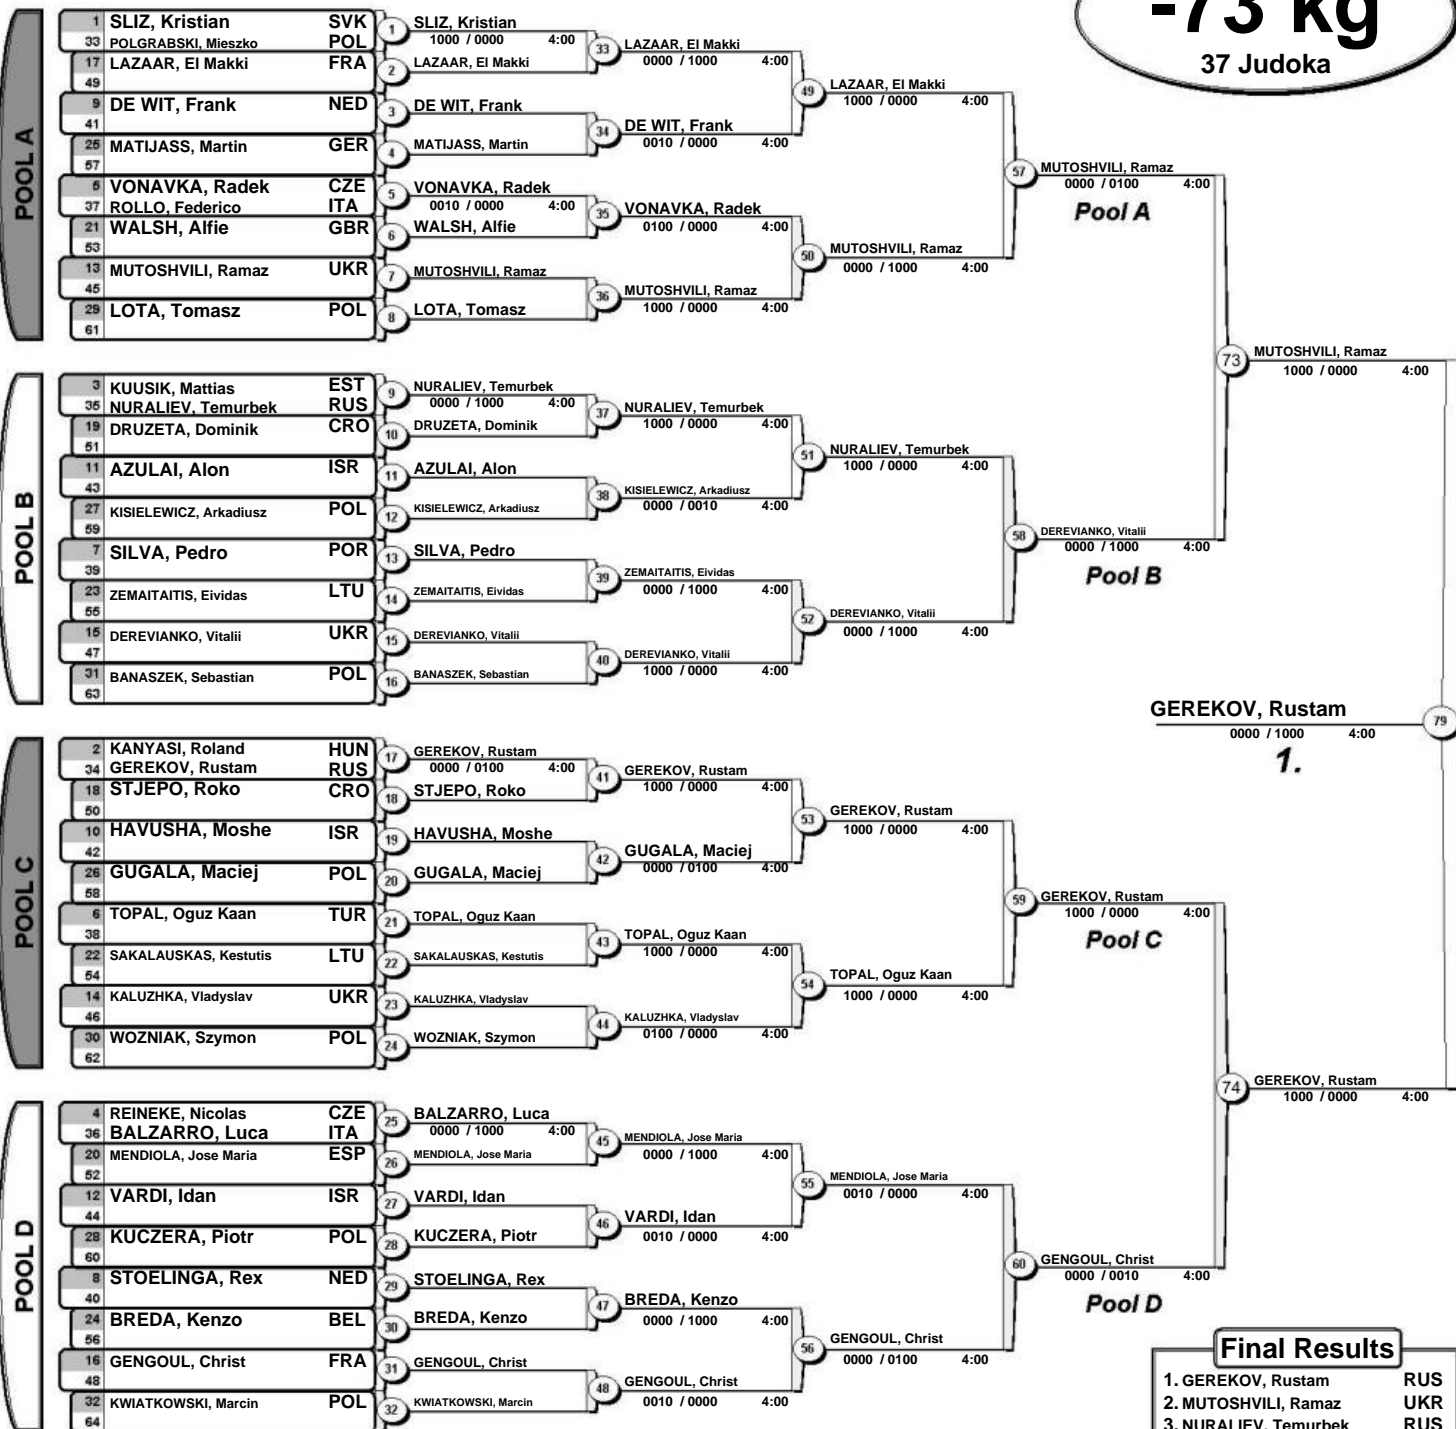 -73 kg
37 Judoka
POOL A
1 SLIZ, Kristian SVK
33 POLGRABSKI, Mieszko POL
17 LAZAAR, El Makki FRA
49
9 DE WIT, Frank NED
41
25 MATIJASS, Martin GER
57
5 VONAVKA, Radek CZE
37 ROLLO, Federico ITA
21 WALSH, Alfie GBR
53
13 MUTOSHVILI, Ramaz UKR
45
29 LOTA, Tomasz POL
61
1 SLIZ, Kristian
1000 / 0000 4:00
2 LAZAAR, El Makki
3 DE WIT, Frank
4 MATIJASS, Martin
5 VONAVKA, Radek
0010 / 0000 4:00
6 WALSH, Alfie
7 MUTOSHVILI, Ramaz
8 LOTA, Tomasz
33 LAZAAR, El Makki
0000 / 1000 4:00
34 DE WIT, Frank
0010 / 0000 4:00
35 VONAVKA, Radek
0100 / 0000 4:00
36 MUTOSHVILI, Ramaz
1000 / 0000 4:00
49 LAZAAR, El Makki
1000 / 0000 4:00
50 MUTOSHVILI, Ramaz
0000 / 1000 4:00
57 MUTOSHVILI, Ramaz
0000 / 0100 4:00
Pool A
POOL B
3 KUUSIK, Mattias EST
35 NURALIEV, Temurbek RUS
19 DRUZETA, Dominik CRO
51
11 AZULAI, Alon ISR
43
27 KISIELEWICZ, Arkadiusz POL
59
7 SILVA, Pedro POR
39
23 ZEMAITAITIS, Eividas LTU
55
15 DEREVIANKO, Vitalii UKR
47
31 BANASZEK, Sebastian POL
63
9 NURALIEV, Temurbek
0000 / 1000 4:00
10 DRUZETA, Dominik
11 AZULAI, Alon
12 KISIELEWICZ, Arkadiusz
13 SILVA, Pedro
14 ZEMAITAITIS, Eividas
15 DEREVIANKO, Vitalii
16 BANASZEK, Sebastian
37 NURALIEV, Temurbek
1000 / 0000 4:00
38 KISIELEWICZ, Arkadiusz
0000 / 0010 4:00
39 ZEMAITAITIS, Eividas
0000 / 1000 4:00
40 DEREVIANKO, Vitalii
1000 / 0000 4:00
51 NURALIEV, Temurbek
1000 / 0000 4:00
52 DEREVIANKO, Vitalii
0000 / 1000 4:00
58 DEREVIANKO, Vitalii
0000 / 1000 4:00
Pool B
73 MUTOSHVILI, Ramaz
1000 / 0000 4:00
GEREKOV, Rustam 79
0000 / 1000 4:00
1.
POOL C
2 KANYASI, Roland HUN
34 GEREKOV, Rustam RUS
18 STJEPO, Roko CRO
50
10 HAVUSHA, Moshe ISR
42
26 GUGALA, Maciej POL
58
6 TOPAL, Oguz Kaan TUR
38
22 SAKALAUSKAS, Kestutis LTU
54
14 KALUZHKA, Vladyslav UKR
46
30 WOZNIAK, Szymon POL
62
17 GEREKOV, Rustam
0000 / 0100 4:00
18 STJEPO, Roko
19 HAVUSHA, Moshe
20 GUGALA, Maciej
21 TOPAL, Oguz Kaan
22 SAKALAUSKAS, Kestutis
23 KALUZHKA, Vladyslav
24 WOZNIAK, Szymon
41 GEREKOV, Rustam
1000 / 0000 4:00
42 GUGALA, Maciej
0000 / 0100 4:00
43 TOPAL, Oguz Kaan
1000 / 0000 4:00
44 KALUZHKA, Vladyslav
0100 / 0000 4:00
53 GEREKOV, Rustam
1000 / 0000 4:00
54 TOPAL, Oguz Kaan
1000 / 0000 4:00
59 GEREKOV, Rustam
1000 / 0000 4:00
Pool C
74 GEREKOV, Rustam
1000 / 0000 4:00
POOL D
4 REINEKE, Nicolas CZE
36 BALZARRO, Luca ITA
20 MENDIOLA, Jose Maria ESP
52
12 VARDI, Idan ISR
44
28 KUCZERA, Piotr POL
60
8 STOELINGA, Rex NED
40
24 BREDA, Kenzo BEL
56
16 GENGOUL, Christ FRA
48
32 KWIATKOWSKI, Marcin POL
64
25 BALZARRO, Luca
0000 / 1000 4:00
26 MENDIOLA, Jose Maria
27 VARDI, Idan
28 KUCZERA, Piotr
29 STOELINGA, Rex
30 BREDA, Kenzo
31 GENGOUL, Christ
32 KWIATKOWSKI, Marcin
45 MENDIOLA, Jose Maria
0000 / 1000 4:00
46 VARDI, Idan
0010 / 0000 4:00
47 BREDA, Kenzo
0000 / 1000 4:00
48 GENGOUL, Christ
0010 / 0000 4:00
55 MENDIOLA, Jose Maria
0010 / 0000 4:00
56 GENGOUL, Christ
0000 / 0100 4:00
60 GENGOUL, Christ
0000 / 0010 4:00
Pool D
Final Results
1. GEREKOV, Rustam RUS
2. MUTOSHVILI, Ramaz UKR
3. NURALIEV, Temurbek RUS